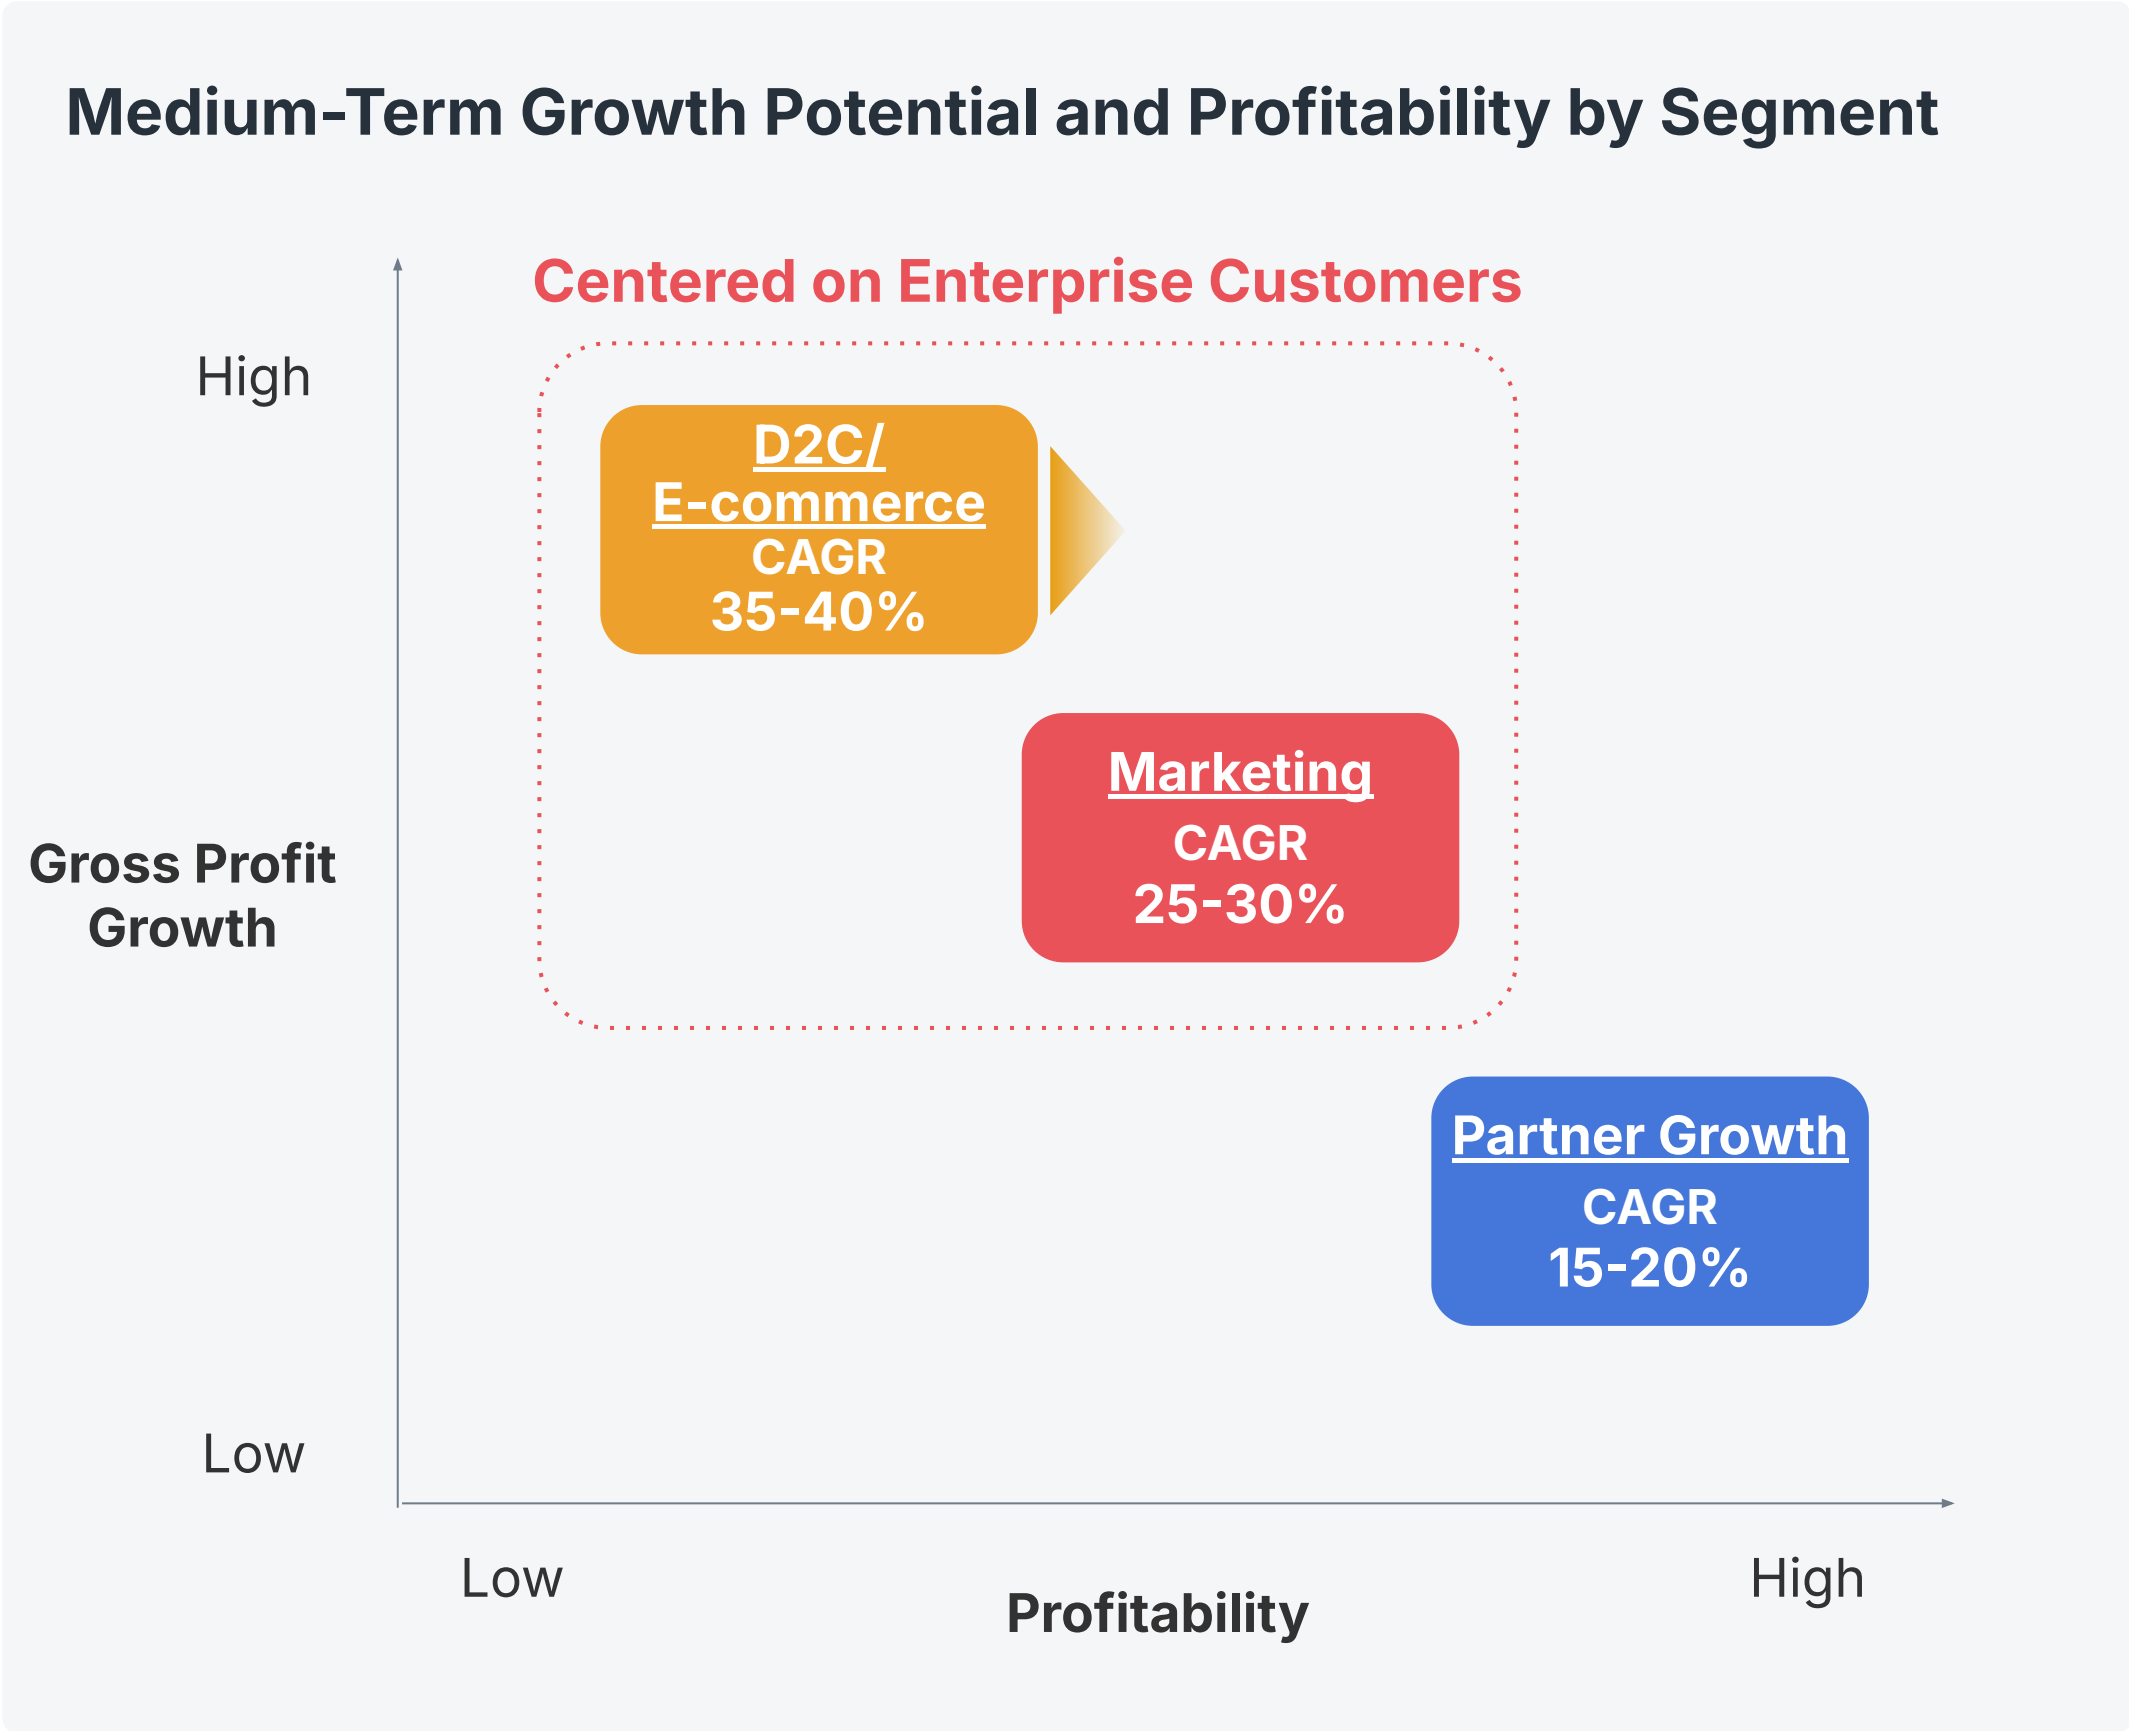 Medium-Term Growth Potential and Profitability by Segment
Centered on Enterprise Customers
High
D2C/
E-commerce
CAGR
35-40%
Marketing
CAGR
25-30%
Gross Profit
Growth
Partner Growth
CAGR
15-20%
Low
Low
High
Profitability